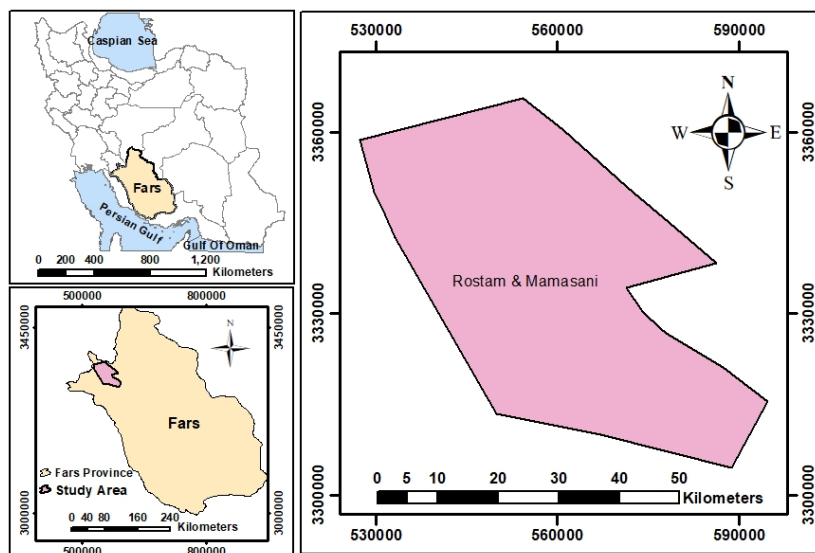 Caspian Sea
Fars
Persian Gulf
Gulf Of Oman
0 200 400 800 1,200
Kilometers
500000 800000
3450000 3450000
N
Fars
Fars Province
Study Area
3000000 3000000
0 40 80 160 240
Kilometers
500000 800000
530000 560000 590000
N
W E
S
3360000 3360000
Rostam & Mamasani
3330000 3330000
0 5 10 20 30 40 50
Kilometers
3300000 3300000
530000 560000 590000